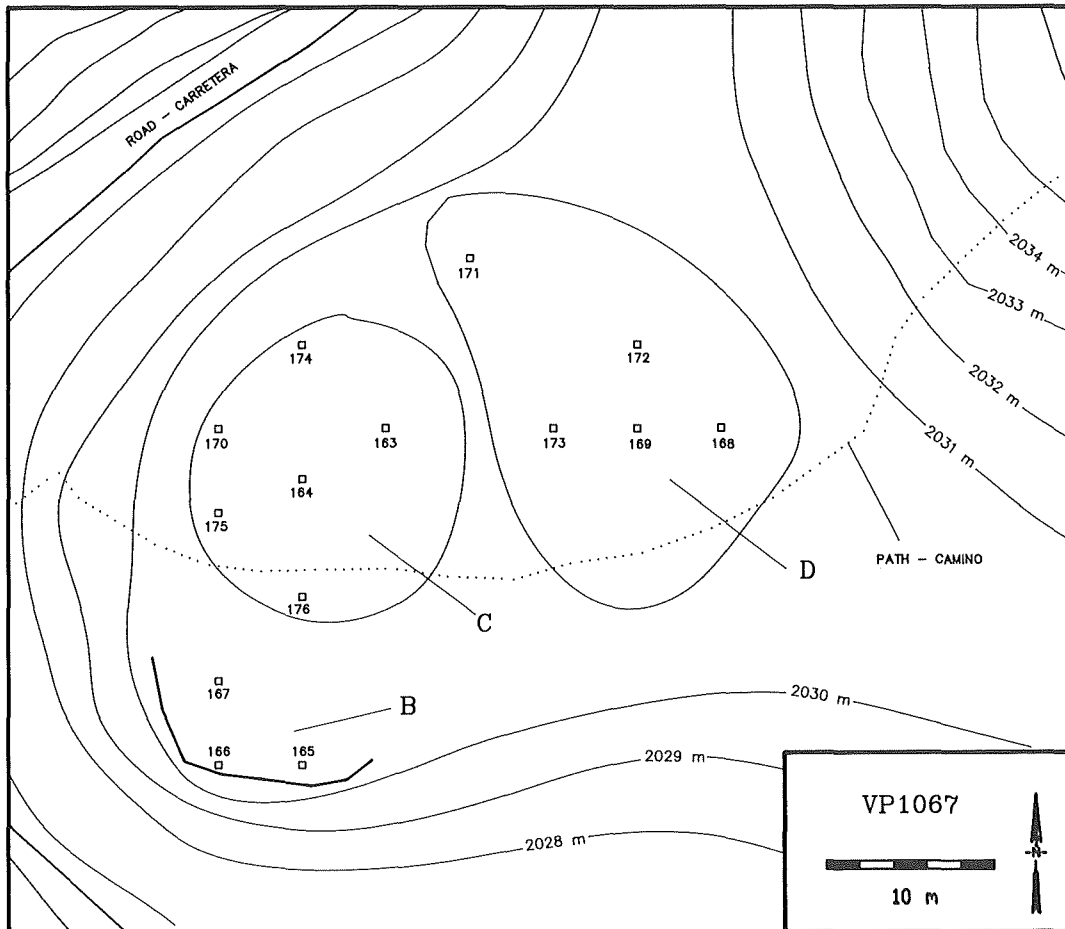 ROAD - CARRETERA
171
174
172
170
163
173
169
168
164
175
176
167
166
165
B
C
D
2034 m
2033 m
2032 m
2031 m
PATH - CAMINO
2030 m
2029 m
2028 m
VP1067
N
10 m